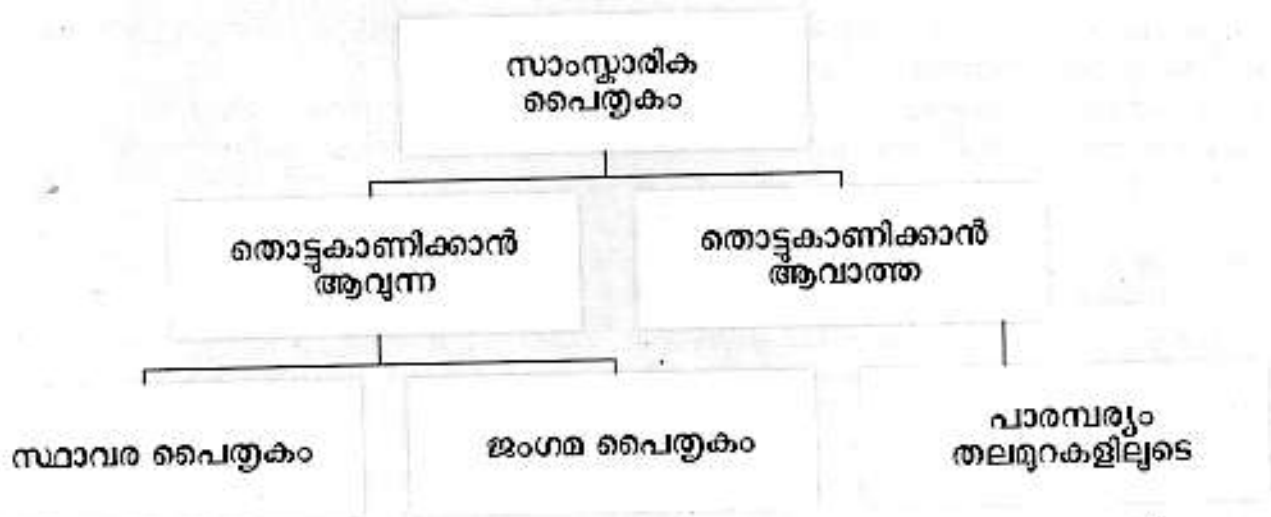 സാംസ്കാരിക
പൈതൃകം
തൊട്ടുകാണിക്കാൻ
ആവുന്ന
തൊട്ടുകാണിക്കാൻ
ആവാത്ത
സ്ഥാവര പൈതൃകം
ജംഗമ പൈതൃകം
പാരമ്പര്യം
തലമുറകളിലൂടെ